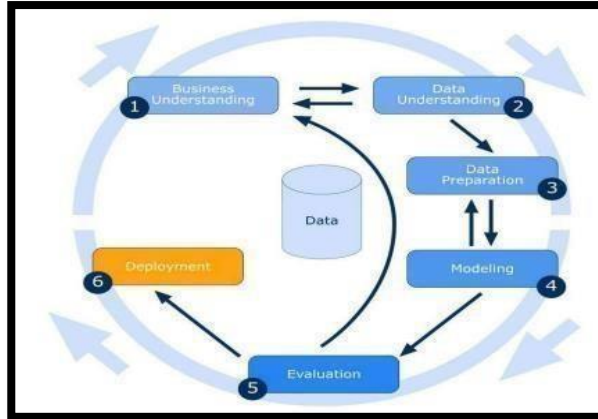 Business
Understanding
1
Data
Understanding
2
Data
Preparation
3
Data
Deployment
6
Modeling
4
Evaluation
5